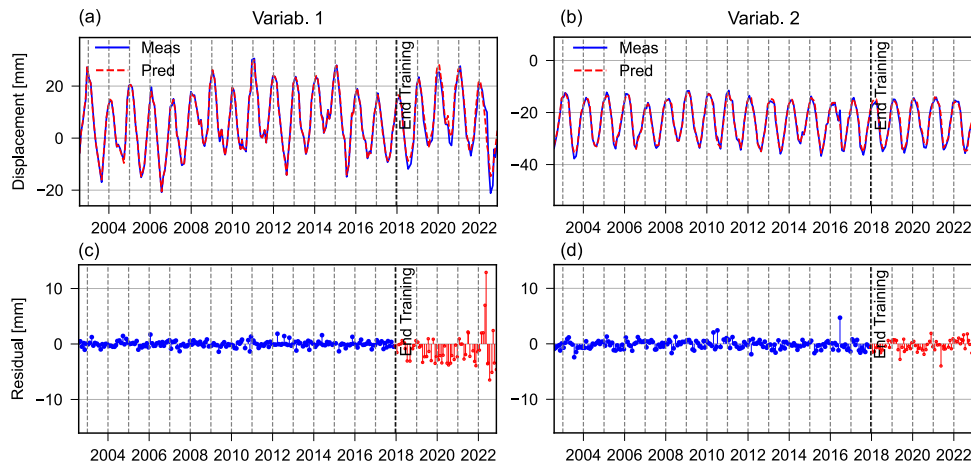 (a) Variab. 1
Meas
Pred
End Training
Displacement [mm]
20
0
−20
2004 2006 2008 2010 2012 2014 2016 2018 2020 2022
(b) Variab. 2
Meas
Pred
End Training
0
−20
−40
2004 2006 2008 2010 2012 2014 2016 2018 2020 2022
(c)
End Training
Residual [mm]
10
0
−10
2004 2006 2008 2010 2012 2014 2016 2018 2020 2022
(d)
End Training
10
0
−10
2004 2006 2008 2010 2012 2014 2016 2018 2020 2022